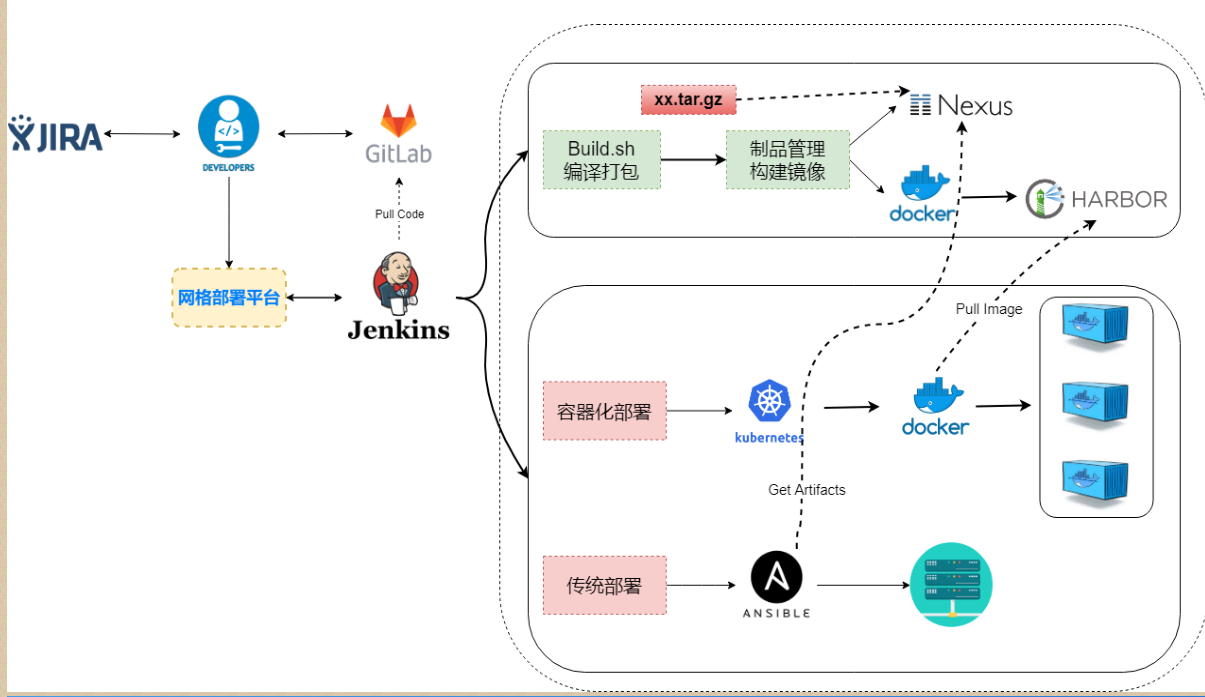 JIRA
DEVELOPERS
GitLab
Pull Code
网格部署平台
Jenkins
xx.tar.gz
Nexus
Build.sh
编译打包
制品管理
构建镜像
docker
HARBOR
Pull Image
容器化部署
kubernetes
docker
Get Artifacts
传统部署
ANSIBLE